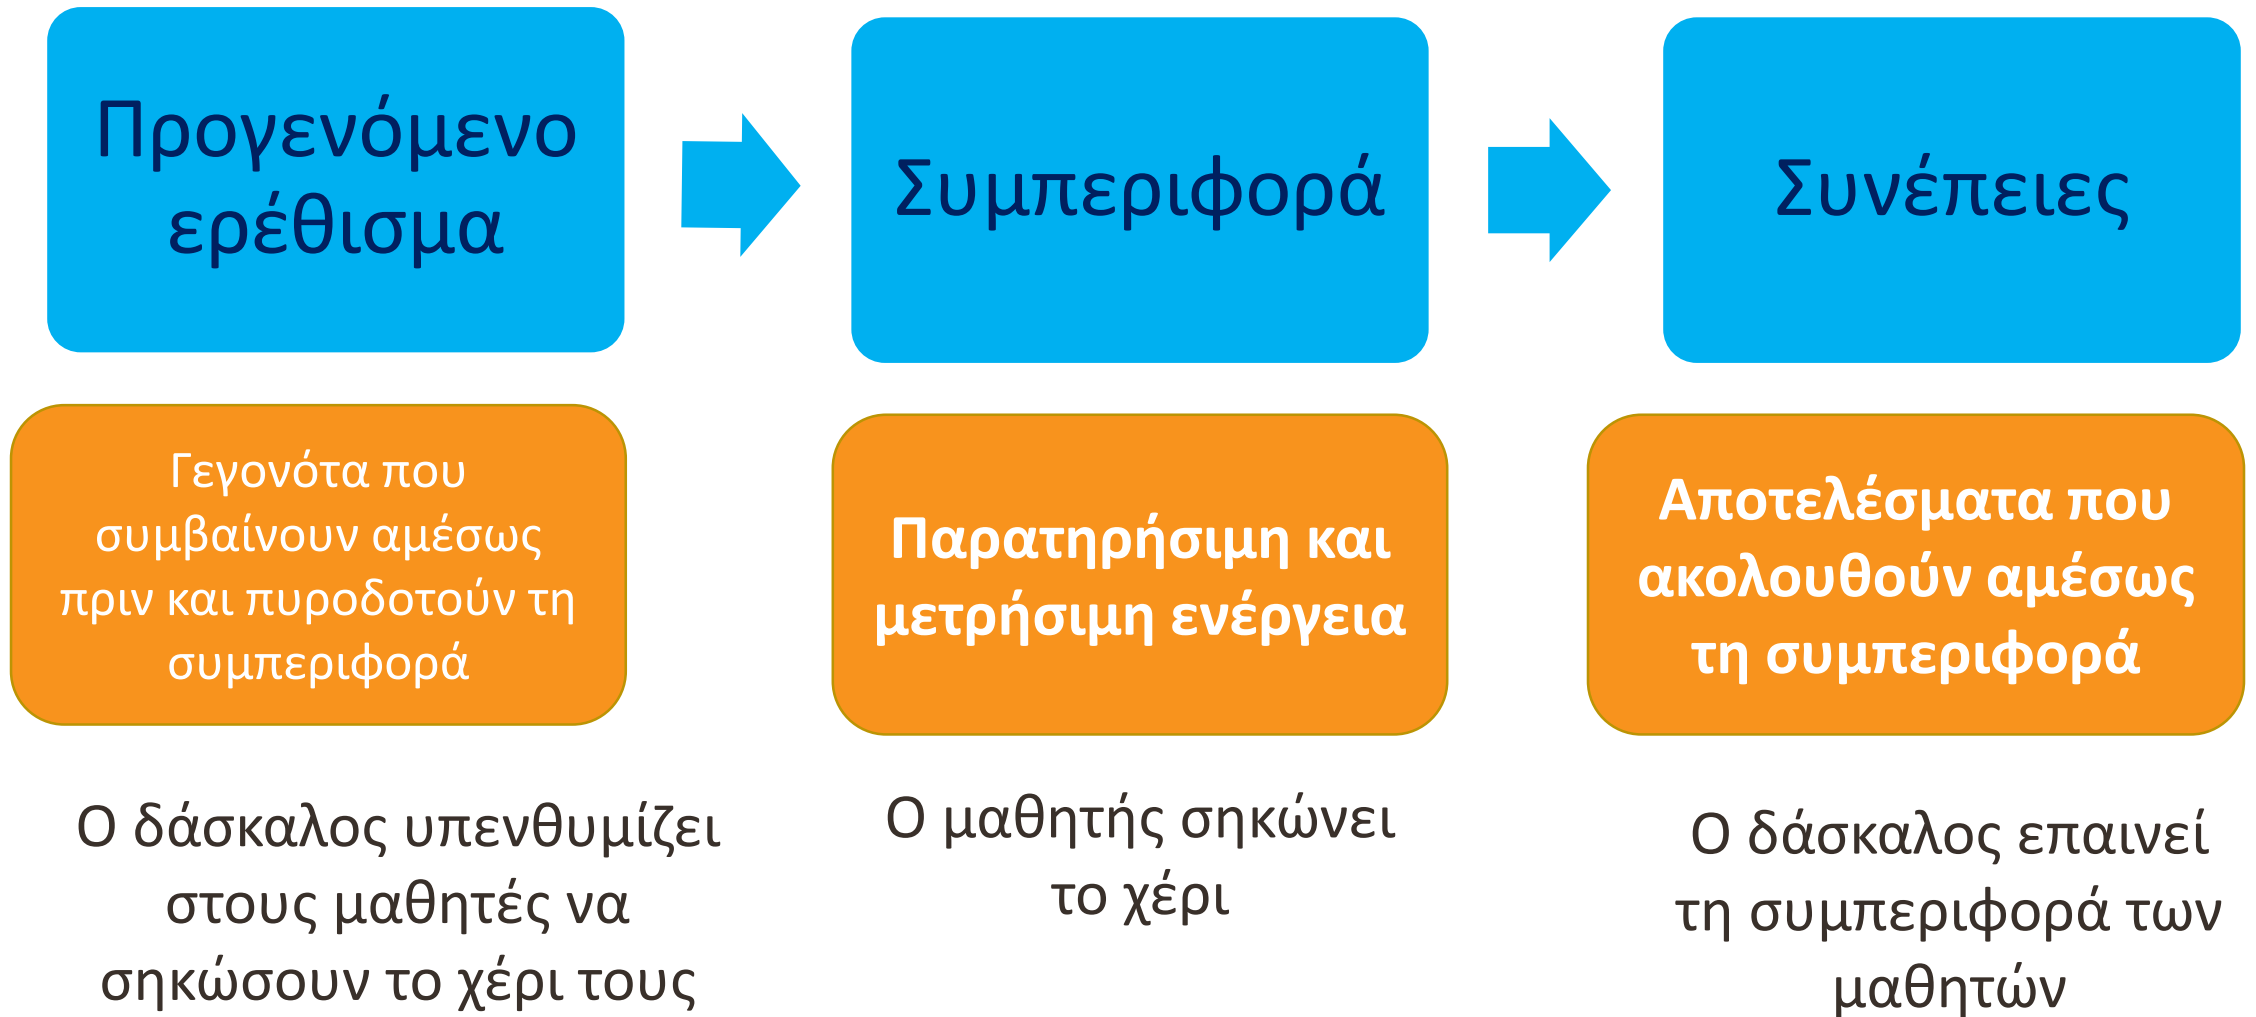 Προγενόμενο
ερέθισμα
Συμπεριφορά
Συνέπειες
Γεγονότα που
συμβαίνουν αμέσως
πριν και πυροδοτούν τη
συμπεριφορά
Παρατηρήσιμη και
μετρήσιμη ενέργεια
Αποτελέσματα που
ακολουθούν αμέσως
τη συμπεριφορά
Ο δάσκαλος υπενθυμίζει
στους μαθητές να
σηκώσουν το χέρι τους
Ο μαθητής σηκώνει
το χέρι
Ο δάσκαλος επαινεί
τη συμπεριφορά των
μαθητών